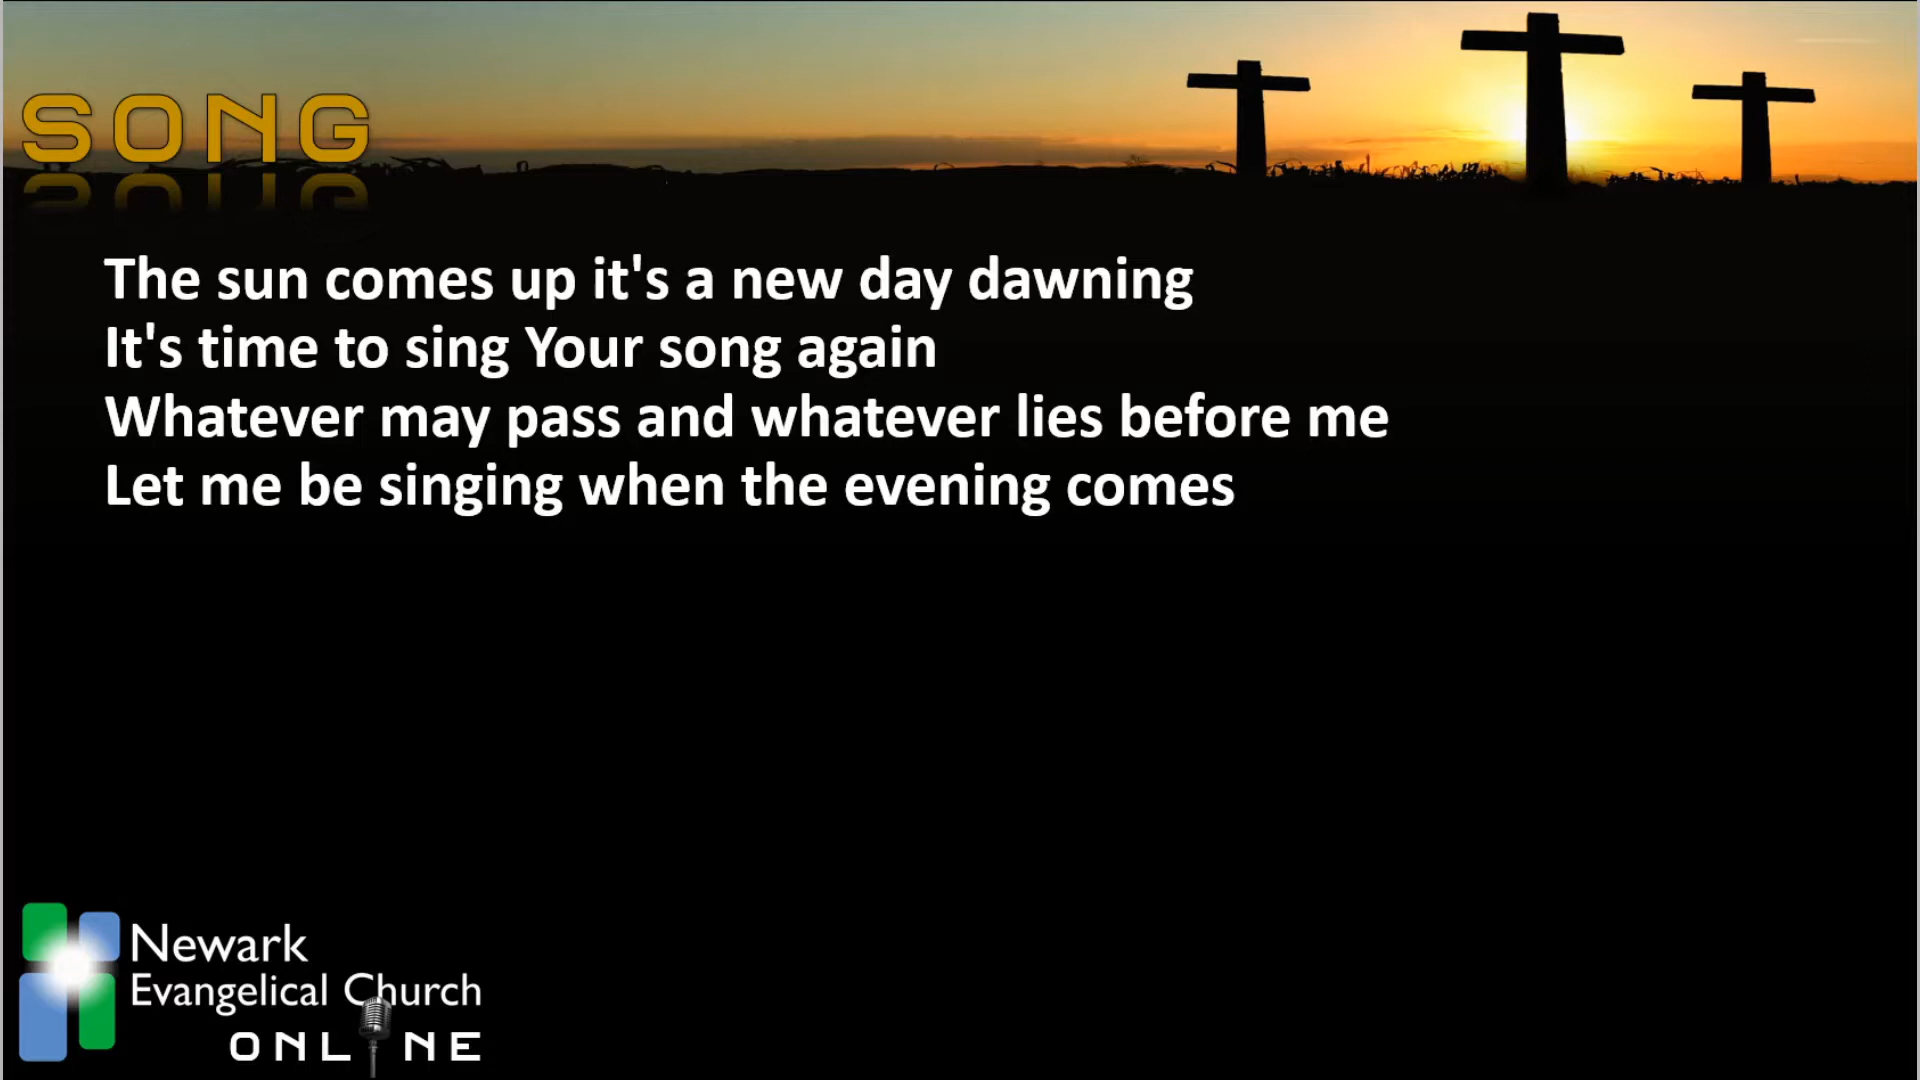 SONG
The sun comes up it's a new day dawning
It's time to sing Your song again
Whatever may pass and whatever lies before me
Let me be singing when the evening comes
Newark
Evangelical Church
ONLINE